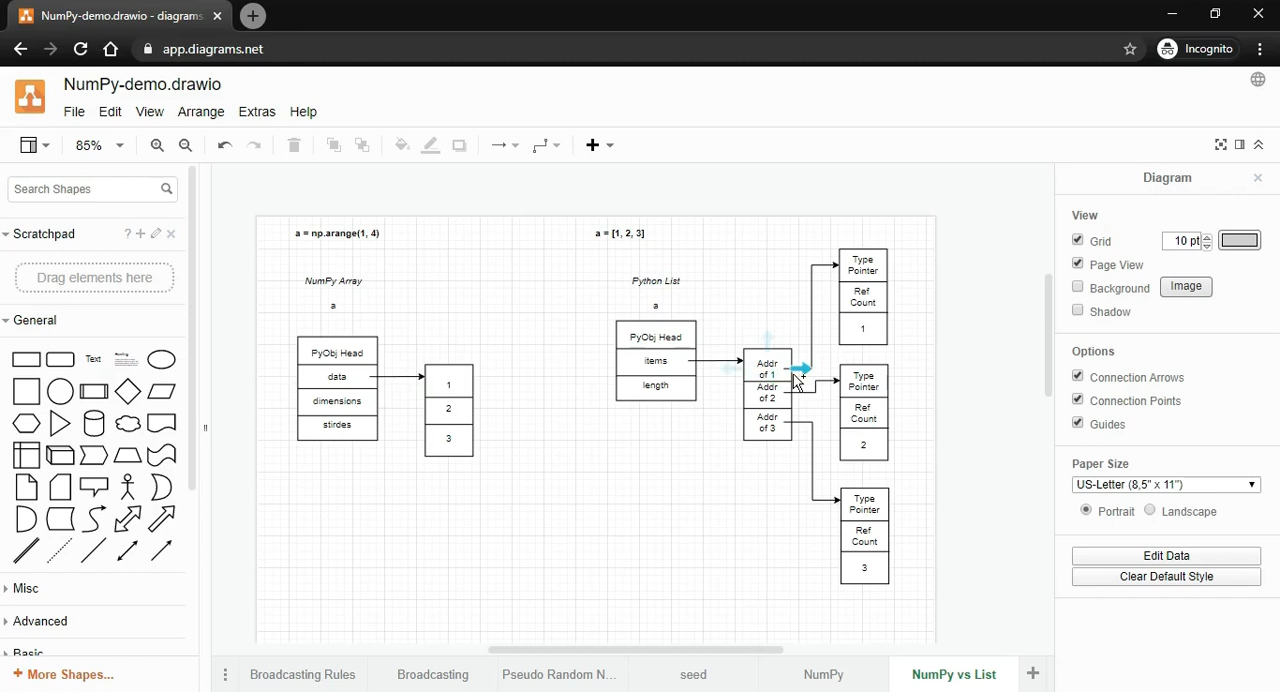 NumPy-demo.drawio - diagrams
app.diagrams.net
Incognito
NumPy-demo.drawio
File Edit View Arrange Extras Help
85%
Search Shapes
Scratchpad
?
Drag elements here
General
Text
Misc
Advanced
Basic
+ More Shapes...
a = np.arange(1, 4)
NumPy Array
a
PyObj Head
data
dimensions
stirdes
1
2
3
a = [1, 2, 3]
Python List
a
PyObj Head
items
length
Addr
of 1
Addr
of 2
Addr
of 3
Type
Pointer
Ref
Count
1
Type
Pointer
Ref
Count
2
Type
Pointer
Ref
Count
3
Diagram
View
Grid 10 pt
Page View
Background Image
Shadow
Options
Connection Arrows
Connection Points
Guides
Paper Size
US-Letter (8,5" x 11")
Portrait Landscape
Edit Data
Clear Default Style
Broadcasting Rules Broadcasting Pseudo Random N... seed NumPy NumPy vs List